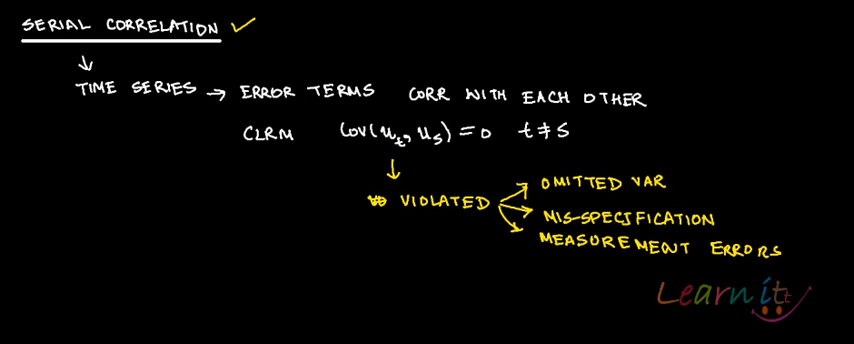 SERIAL CORRELATION ✓
↓
TIME SERIES → ERROR TERMS CORR WITH EACH OTHER
CLRM Cov(u_t, u_s) = 0 t ≠ s
↓
VIOLATED → OMITTED VAR
→ MIS-SPECIFICATION
→ MEASUREMENT ERRORS
Learnitt